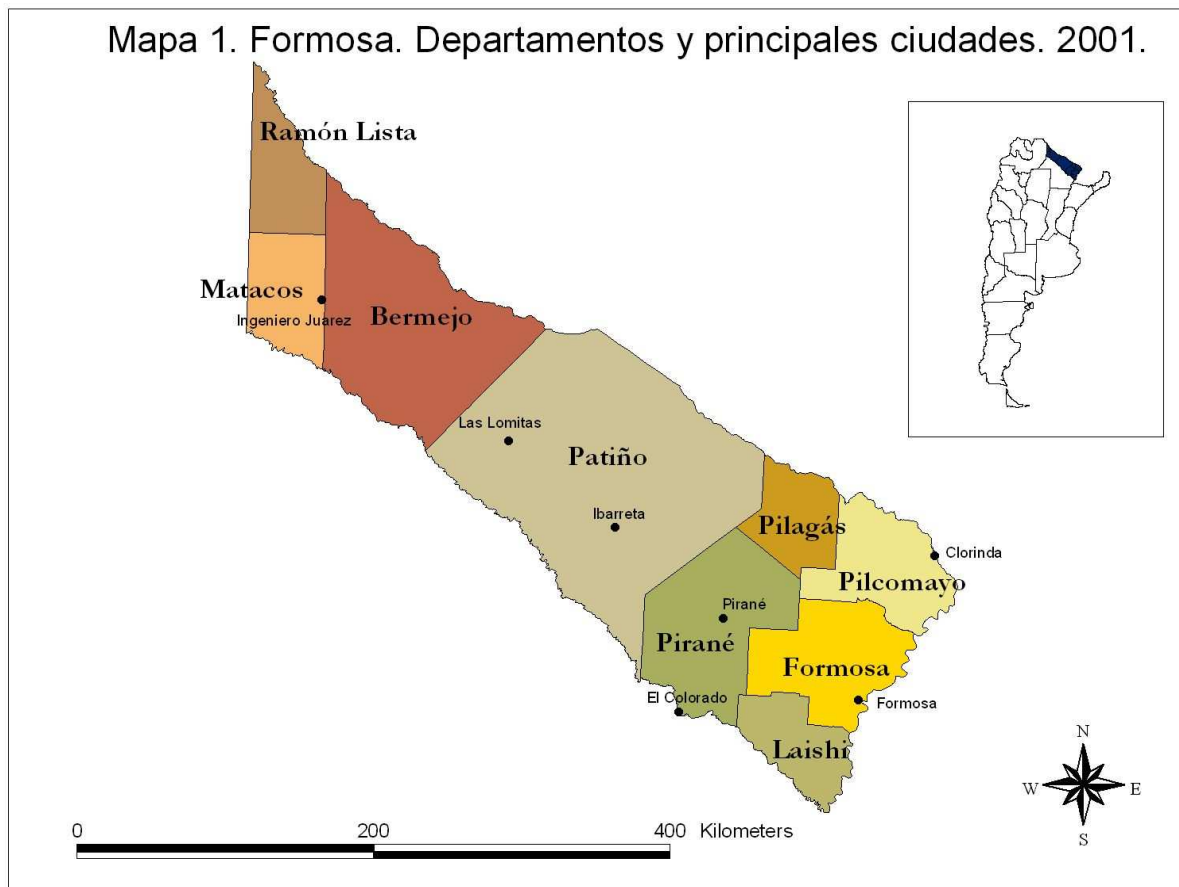 Mapa 1. Formosa. Departamentos y principales ciudades. 2001.
Ramón Lista
Matacos
Ingeniero Juarez
Bermejo
Las Lomitas
Patiño
Ibarreta
Pilagás
Clorinda
Pilcomayo
Pirané
Pirané
Formosa
El Colorado
Formosa
Laishi
N
W
E
S
0 200 400 Kilometers